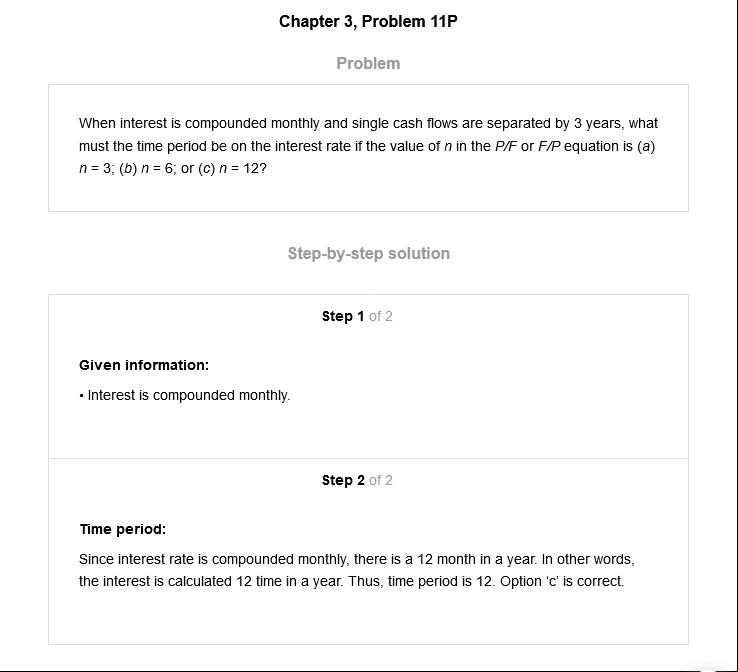 Chapter 3, Problem 11P
Problem
When interest is compounded monthly and single cash flows are separated by 3 years, what
must the time period be on the interest rate if the value of n in the P/F or F/P equation is (a)
n = 3; (b) n = 6; or (c) n = 12?
Step-by-step solution
Step 1 of 2
Given information:
• Interest is compounded monthly.
Step 2 of 2
Time period:
Since interest rate is compounded monthly, there is a 12 month in a year. In other words,
the interest is calculated 12 time in a year. Thus, time period is 12. Option ‘c’ is correct.